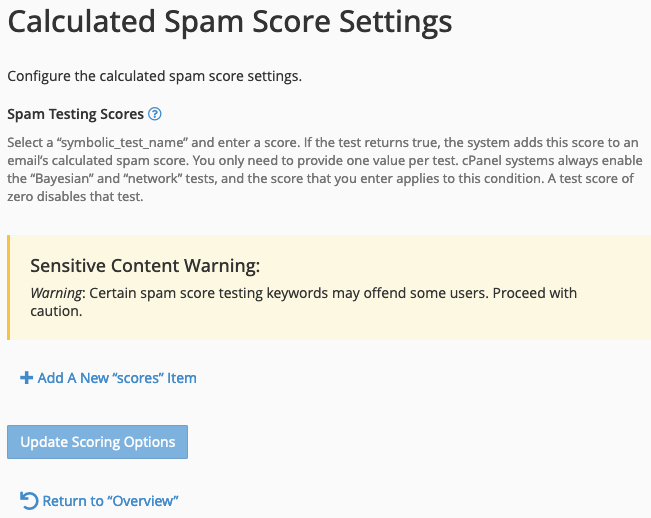 Calculated Spam Score Settings
Configure the calculated spam score settings.
Spam Testing Scores
Select a “symbolic_test_name” and enter a score. If the test returns true, the system adds this score to an
email’s calculated spam score. You only need to provide one value per test. cPanel systems always enable
the “Bayesian” and “network” tests, and the score that you enter applies to this condition. A test score of
zero disables that test.
Sensitive Content Warning:
Warning: Certain spam score testing keywords may offend some users. Proceed with
caution.
Add A New “scores” Item
Update Scoring Options
Return to “Overview”